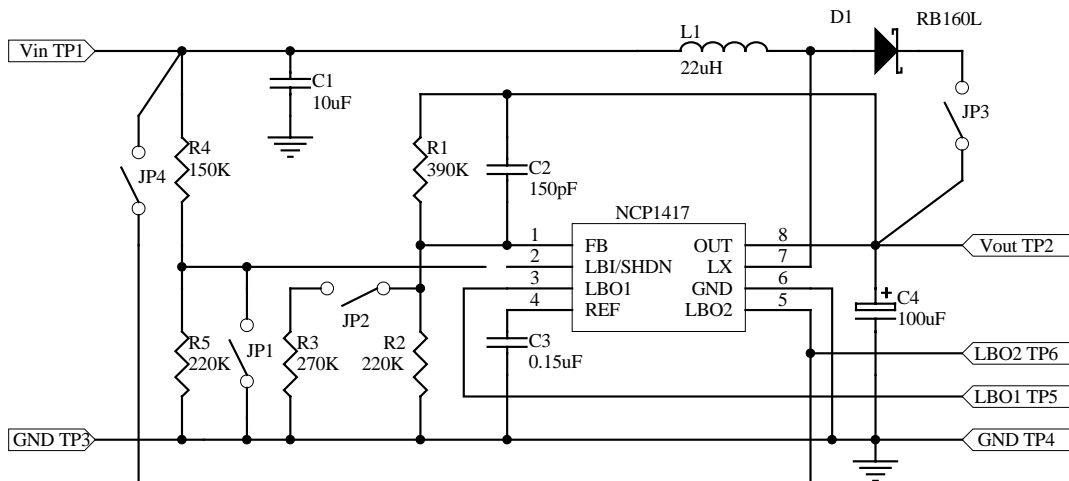 D1
RB160L
Vin TP1
L1
22uH
C1
10uF
JP3
R4
150K
R1
390K
JP4
C2
150pF
NCP1417
1
FB
OUT
8
Vout TP2
2
LBI/SHDN
LX
7
3
LBO1
GND
6
4
REF
LBO2
5
+
C4
100uF
JP2
C3
0.15uF
R5
220K
JP1
R3
270K
R2
220K
LBO2 TP6
LBO1 TP5
GND TP3
GND TP4